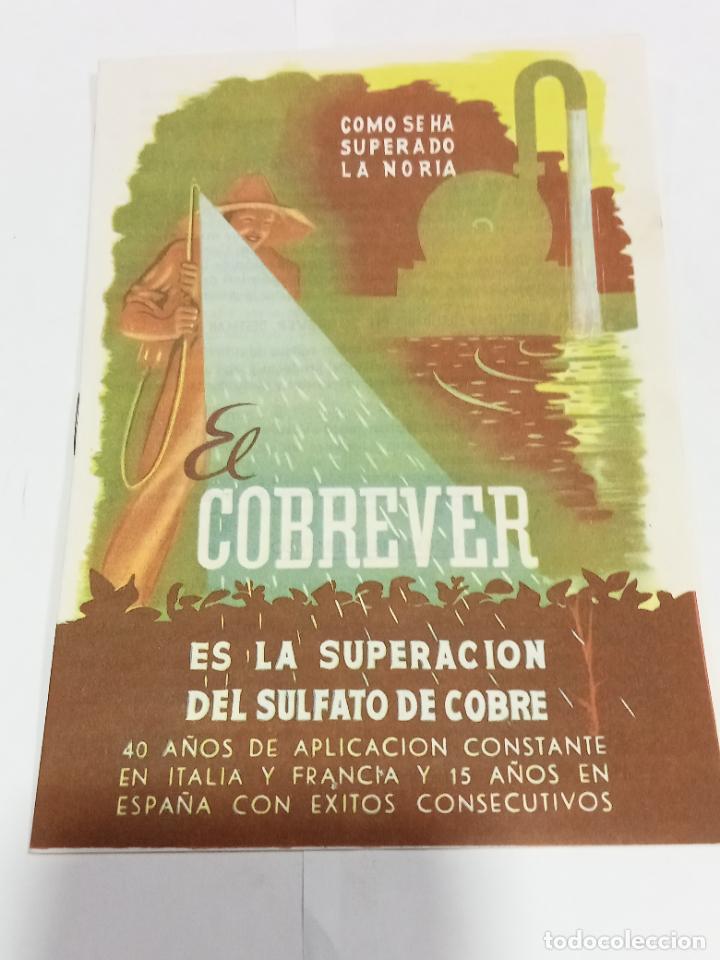 COMO SE HA
SUPERADO
LA NORIA
El
COBREVER
ES LA SUPERACION
DEL SULFATO DE COBRE
40 AÑOS DE APLICACION CONSTANTE
EN ITALIA Y FRANCIA Y 15 AÑOS EN
ESPAÑA CON EXITOS CONSECUTIVOS
todocoleccion